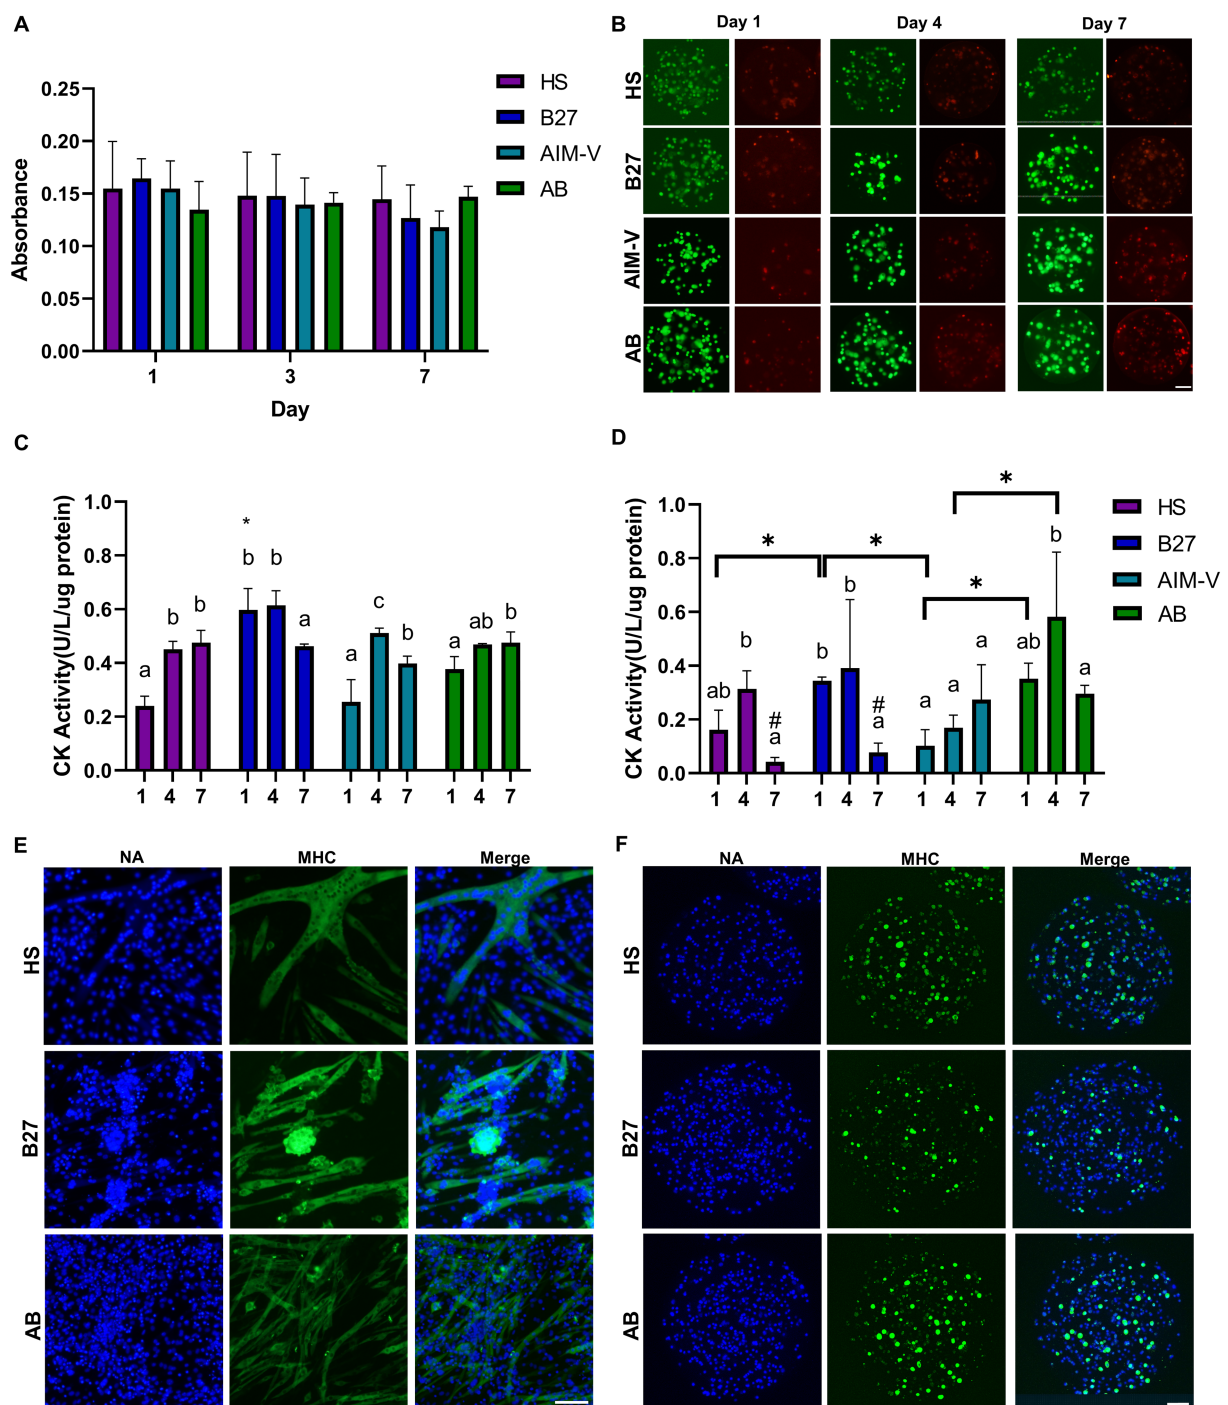 A
0.25
0.20
0.15
0.10
0.05
0.00
Absorbance
1 3 7
Day
HS
B27
AIM-V
AB
B
Day 1 Day 4 Day 7
HS
B27
AIM-V
AB
C
CK Activity(U/L/ug protein)
1.0
0.8
0.6
0.4
0.2
0.0
a b b * b b a a c b a ab b
1 4 7 1 4 7 1 4 7 1 4 7
D
CK Activity(U/L/ug protein)
1.0
0.8
0.6
0.4
0.2
0.0
* * * *
ab b # a b b # a a a a ab b a
1 4 7 1 4 7 1 4 7 1 4 7
HS
B27
AIM-V
AB
E
NA MHC Merge
HS
B27
AB
F
NA MHC Merge
HS
B27
AB